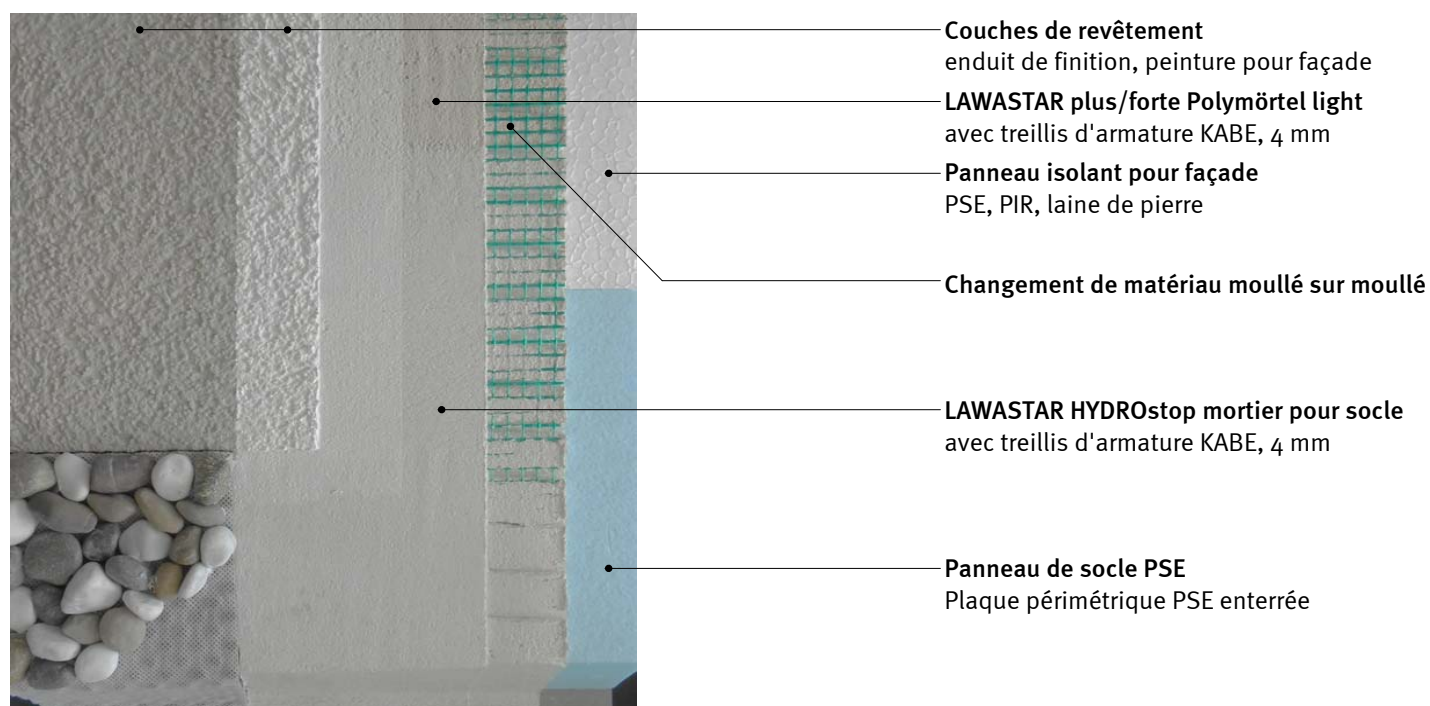 Couches de revêtement
enduit de finition, peinture pour façade
LAWASTAR plus/forte Polymörtel light
avec treillis d'armature KABE, 4 mm
Panneau isolant pour façade
PSE, PIR, laine de pierre
Changement de matériau moullé sur moullé
LAWASTAR HYDROstop mortier pour socle
avec treillis d'armature KABE, 4 mm
Panneau de socle PSE
Plaque périmétrique PSE enterrée